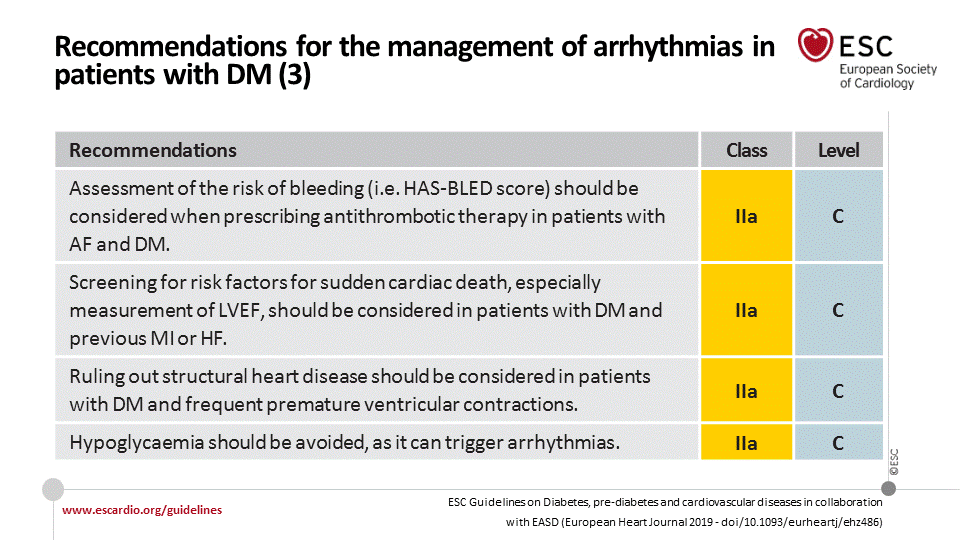 Recommendations for the management of arrhythmias in
patients with DM (3)
ESC
European Society
of Cardiology
Recommendations Class Level
Assessment of the risk of bleeding (i.e. HAS-BLED score) should be
considered when prescribing antithrombotic therapy in patients with
AF and DM.
IIa C
Screening for risk factors for sudden cardiac death, especially
measurement of LVEF, should be considered in patients with DM and
previous MI or HF.
IIa C
Ruling out structural heart disease should be considered in patients
with DM and frequent premature ventricular contractions.
IIa C
Hypoglycaemia should be avoided, as it can trigger arrhythmias. IIa C
©ESC
www.escardio.org/guidelines
ESC Guidelines on Diabetes, pre-diabetes and cardiovascular diseases in collaboration
with EASD (European Heart Journal 2019 - doi/10.1093/eurheartj/ehz486)